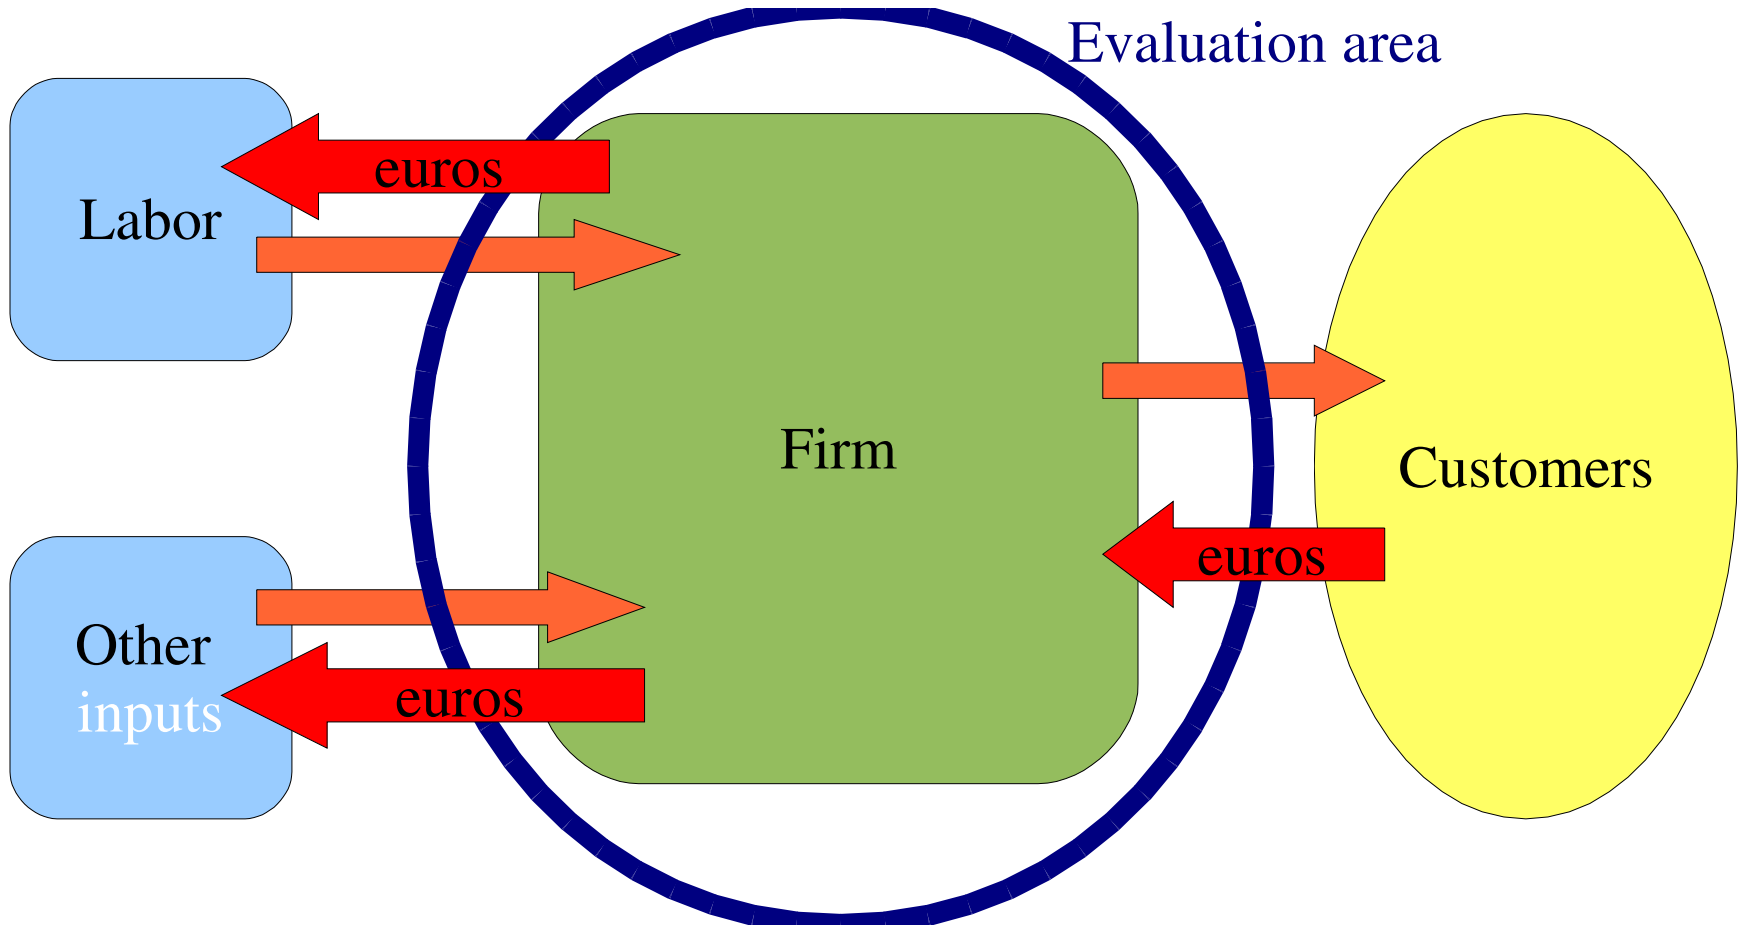 Evaluation area
euros
Labor
Firm
Customers
euros
Other
inputs
euros